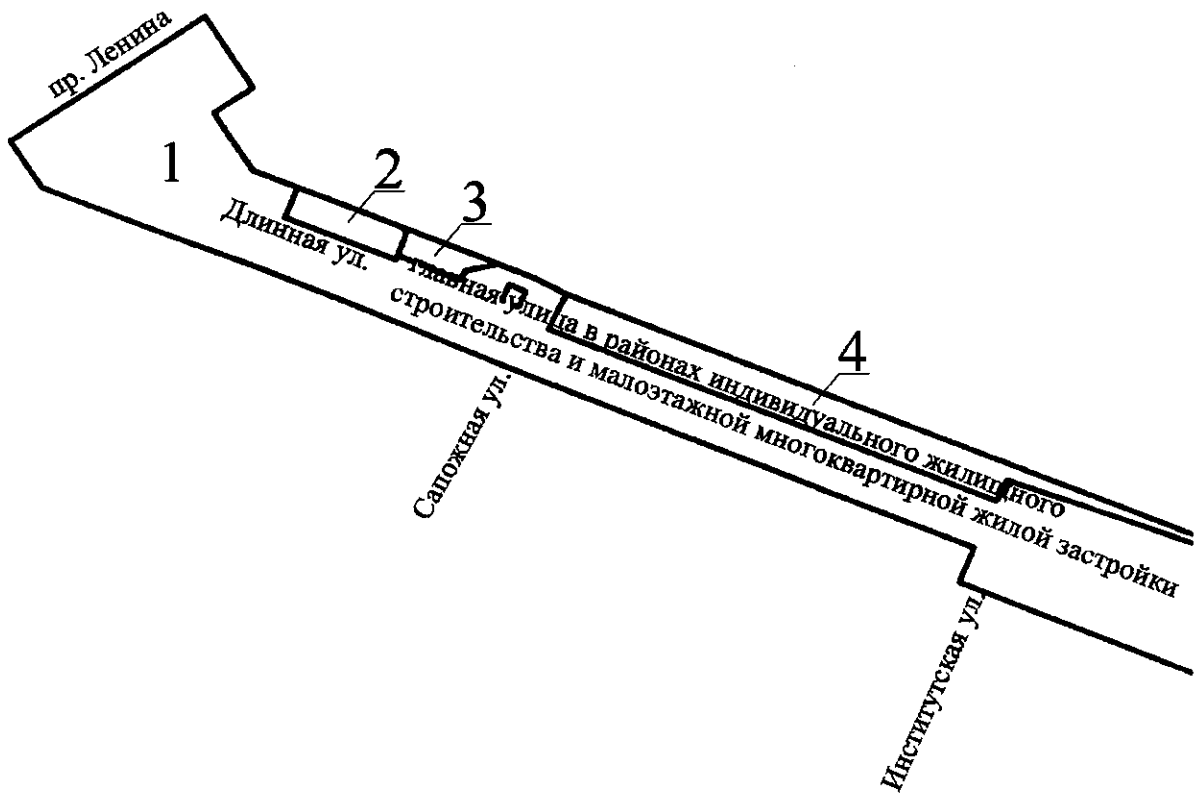 пр. Ленина
1
2
3
Длинная ул.
главная улица в районах индивидуального жилищного
строительства и малоэтажной многоквартирной жилой застройки
4
Сапожная ул.
Институтская ул.